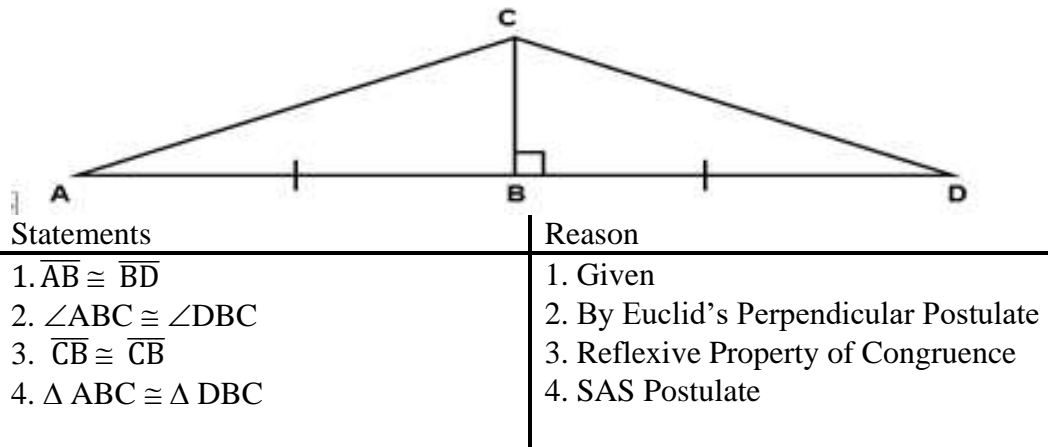 C
A B D
Statements Reason
1. AB ≅ BD 1. Given
2. ∠ABC ≅ ∠DBC 2. By Euclid’s Perpendicular Postulate
3. CB ≅ CB 3. Reflexive Property of Congruence
4. Δ ABC ≅ Δ DBC 4. SAS Postulate